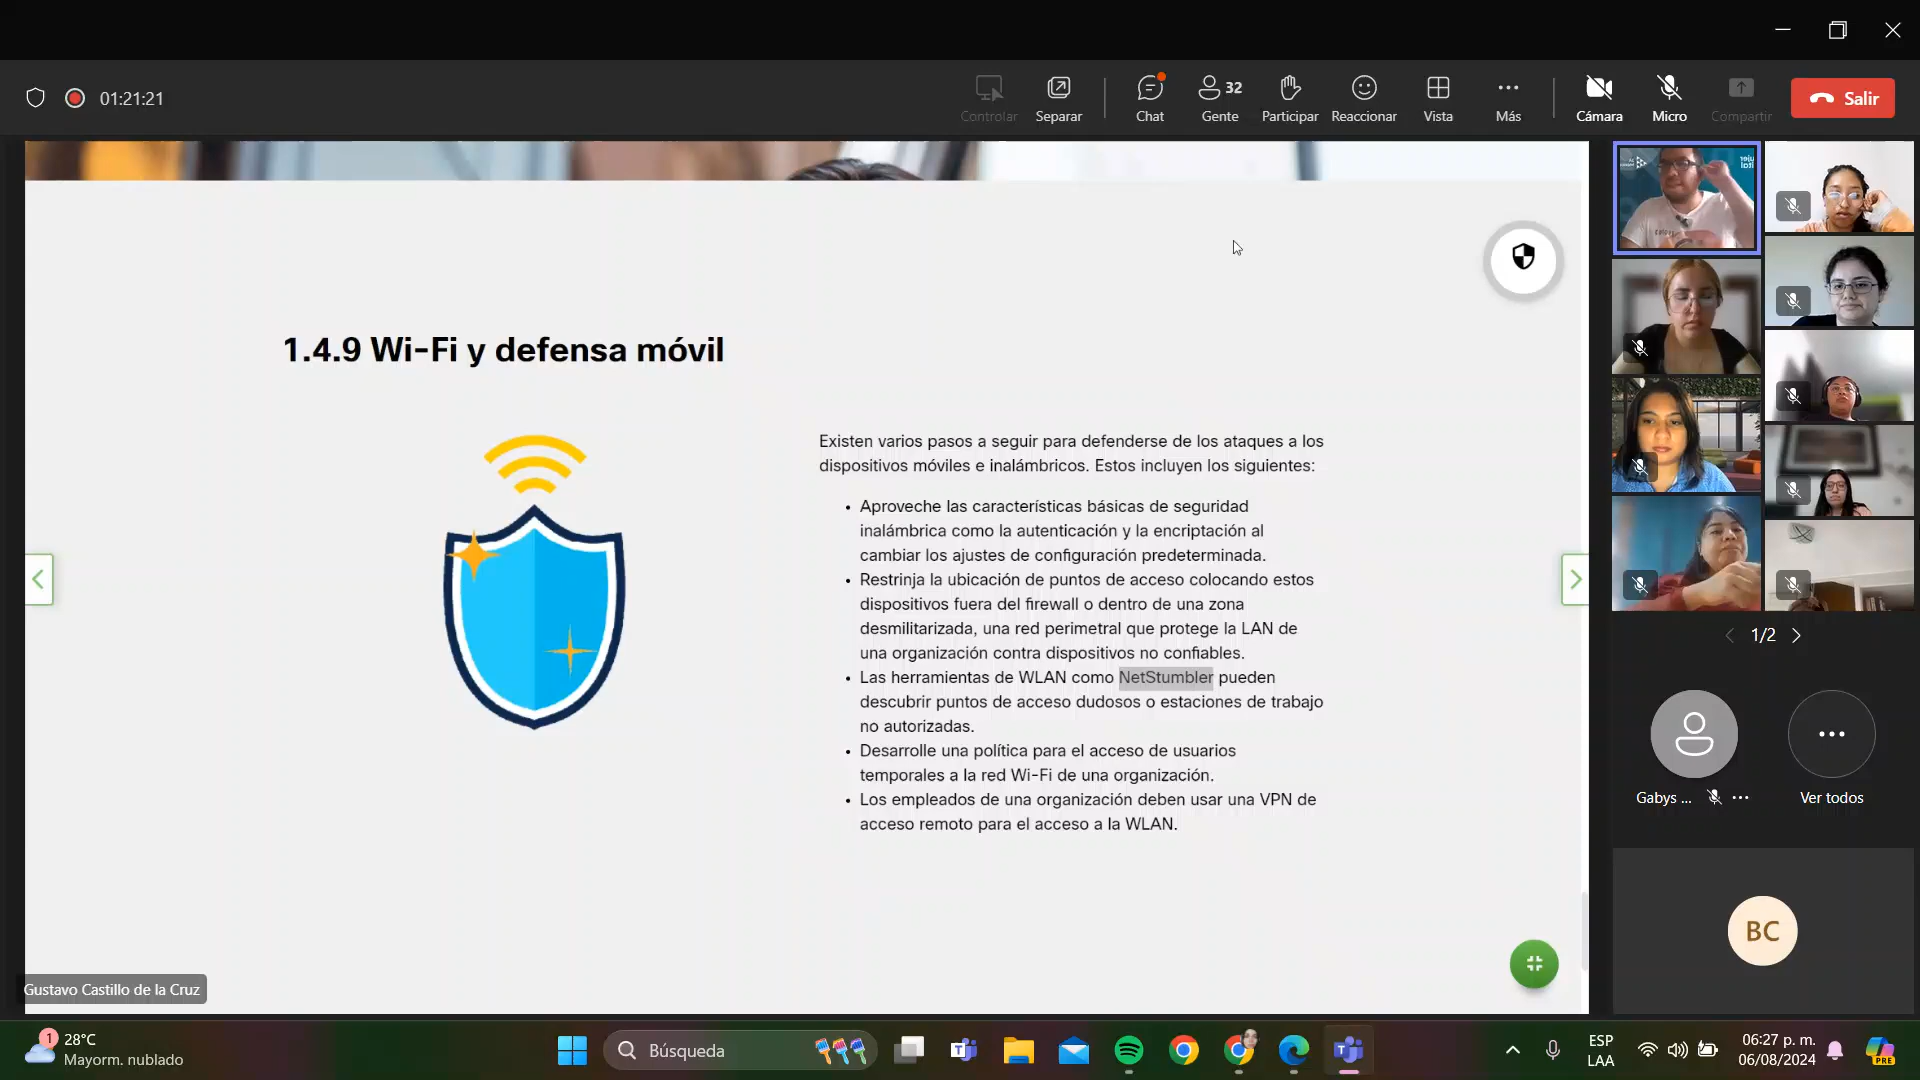 01:21:21
Controlar
Separar
Chat
32
Gente
Participar
Reaccionar
Vista
Más
Cámara
Micro
Compartir
Salir
1.4.9 Wi-Fi y defensa móvil
Existen varios pasos a seguir para defenderse de los ataques a los
dispositivos móviles e inalámbricos. Estos incluyen los siguientes:
• Aproveche las características básicas de seguridad
inalámbrica como la autenticación y la encriptación al
cambiar los ajustes de configuración predeterminada.
• Restrinja la ubicación de puntos de acceso colocando estos
dispositivos fuera del firewall o dentro de una zona
desmilitarizada, una red perimetral que protege la LAN de
una organización contra dispositivos no confiables.
• Las herramientas de WLAN como NetStumbler pueden
descubrir puntos de acceso dudosos o estaciones de trabajo
no autorizadas.
• Desarrolle una política para el acceso de usuarios
temporales a la red Wi-Fi de una organización.
• Los empleados de una organización deben usar una VPN de
acceso remoto para el acceso a la WLAN.
Gustavo Castillo de la Cruz
1/2
Gabys ...
Ver todos
BC
1
28°C
Mayorm. nublado
Búsqueda
ESP
LAA
06:27 p. m.
06/08/2024
PRE